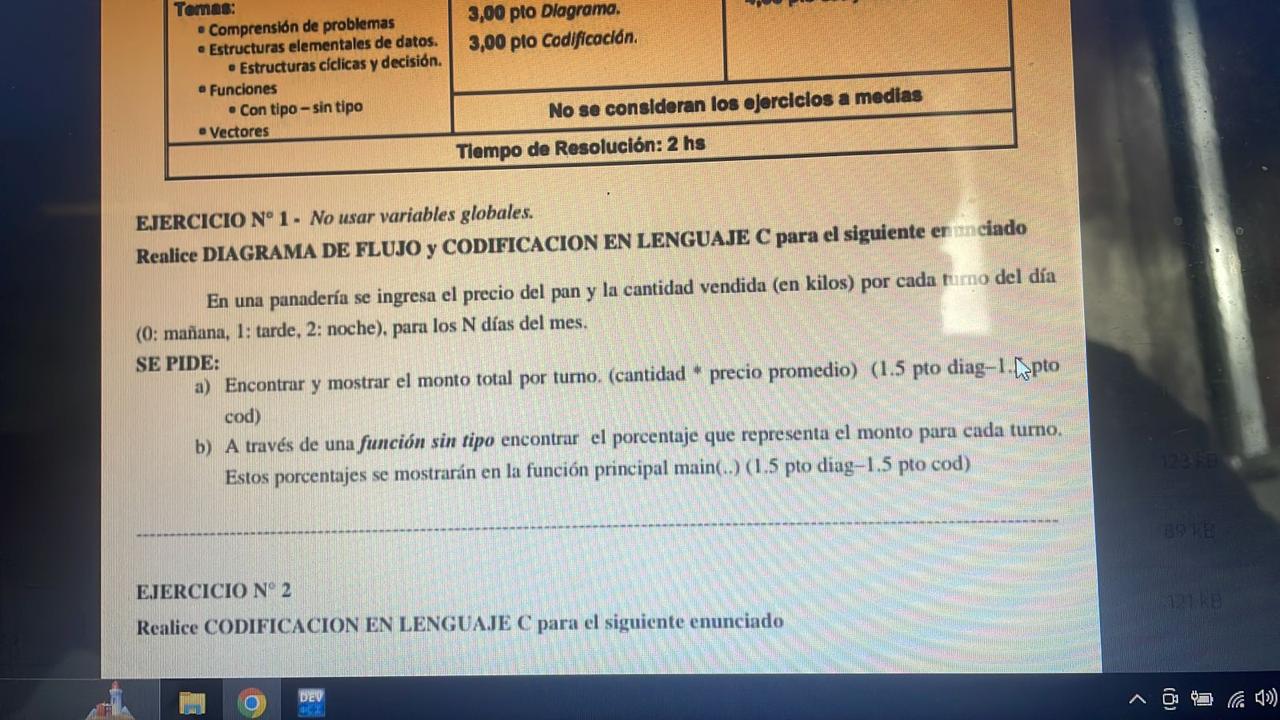 Temas:
▫ Comprensión de problemas
▫ Estructuras elementales de datos.
▫ Estructuras cíclicas y decisión.
▫ Funciones
▫ Con tipo – sin tipo
▫ Vectores
3,00 pto Diagrama.
3,00 pto Codificación.
No se consideran los ejercicios a medias
Tiempo de Resolución: 2 hs
EJERCICIO N° 1 - No usar variables globales.
Realice DIAGRAMA DE FLUJO y CODIFICACION EN LENGUAJE C para el siguiente enunciado
En una panadería se ingresa el precio del pan y la cantidad vendida (en kilos) por cada turno del día
(0: mañana, 1: tarde, 2: noche), para los N días del mes.
SE PIDE:
a) Encontrar y mostrar el monto total por turno. (cantidad * precio promedio) (1.5 pto diag–1. pto
cod)
b) A través de una función sin tipo encontrar el porcentaje que representa el monto para cada turno.
Estos porcentajes se mostrarán en la función principal main(..) (1.5 pto diag–1.5 pto cod)
EJERCICIO N° 2
Realice CODIFICACION EN LENGUAJE C para el siguiente enunciado
123 kB
89 kB
121 kB
DEV